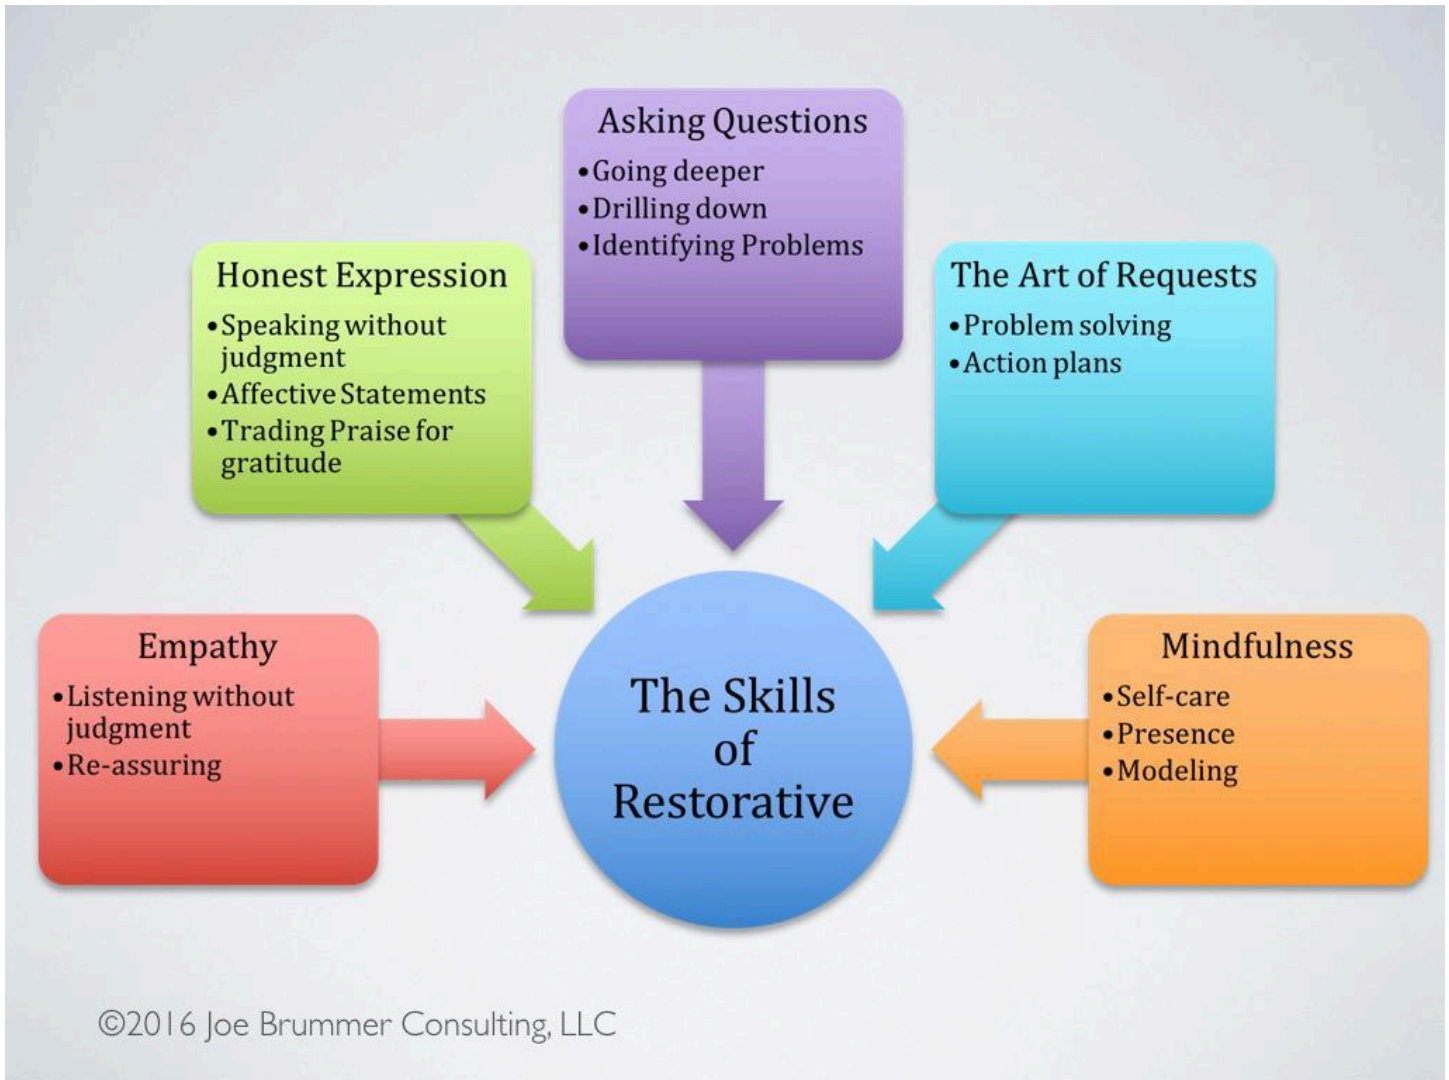 Asking Questions
•Going deeper
•Drilling down
•Identifying Problems
Honest Expression
•Speaking without
judgment
•Affective Statements
•Trading Praise for
gratitude
The Art of Requests
•Problem solving
•Action plans
Empathy
•Listening without
judgment
•Re-assuring
The Skills
of
Restorative
Mindfulness
•Self-care
•Presence
•Modeling
©2016 Joe Brummer Consulting, LLC